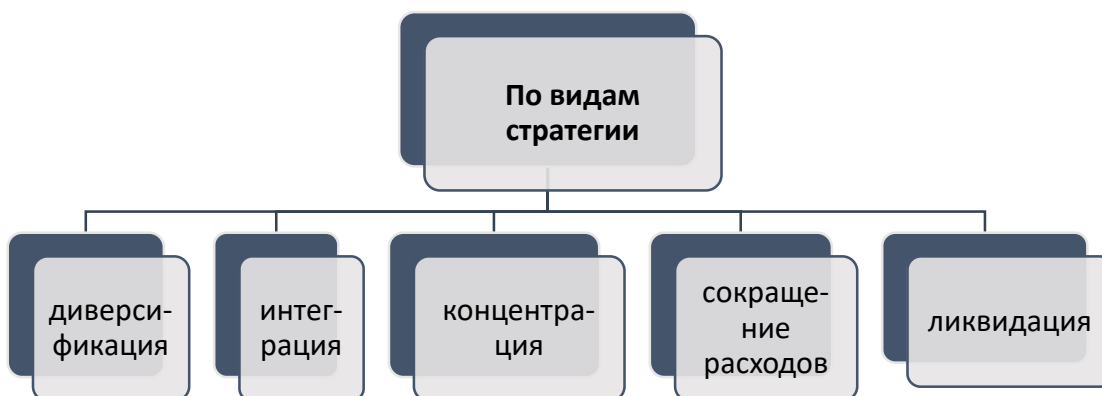 По видам
стратегии
диверси-
фикация
интег-
рация
концентра-
ция
сокраще-
ние
расходов
ликвидация